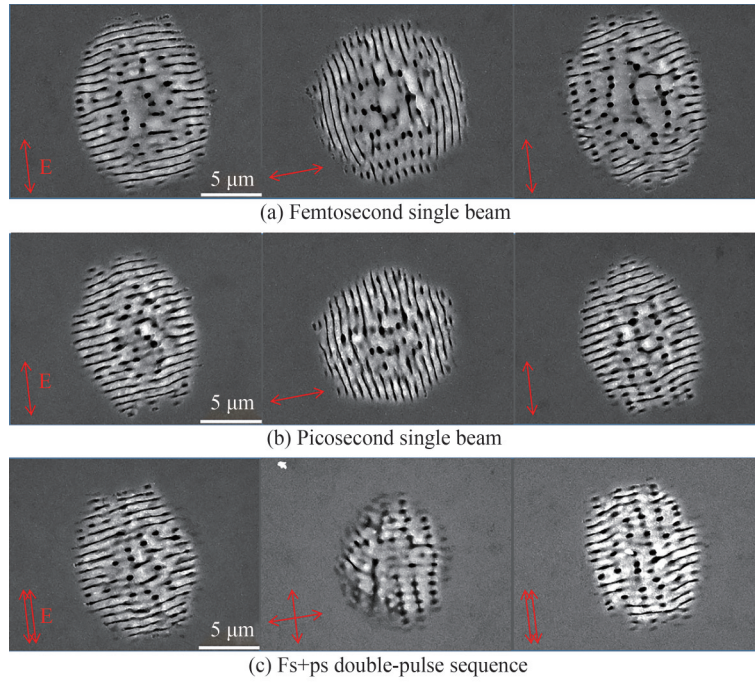 E
5 μm
(a) Femtosecond single beam
E
5 μm
(b) Picosecond single beam
E
5 μm
(c) Fs+ps double-pulse sequence